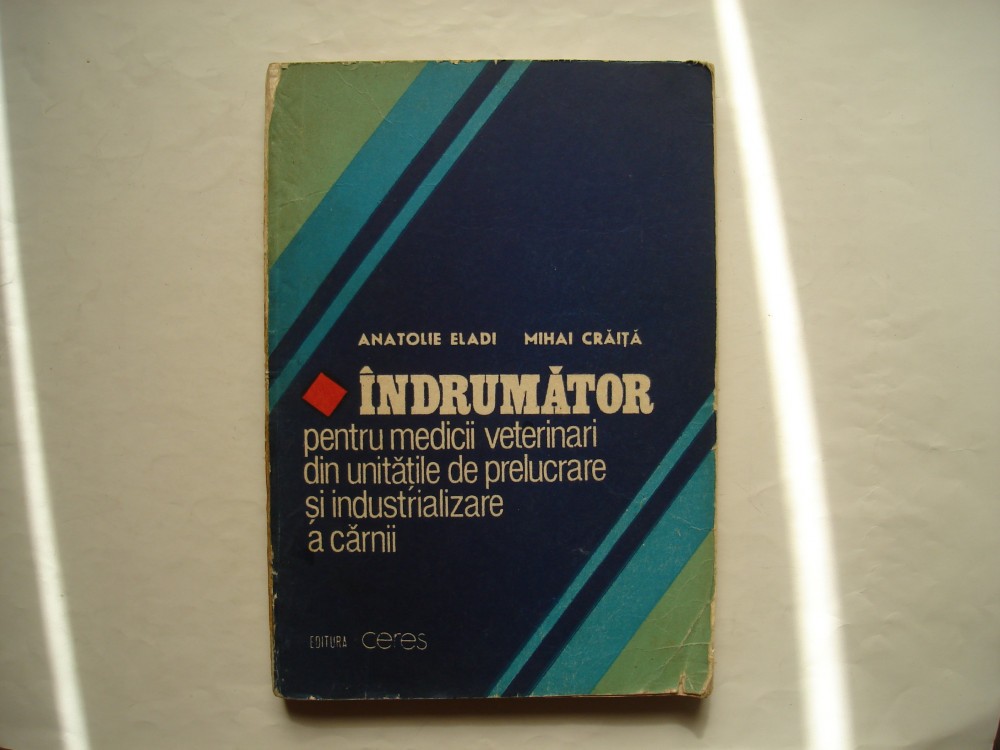 ANATOLIE ELADI MIHAI CRĂIȚĂ
ÎNDRUMĂTOR
pentru medicii veterinari
din unitățile de prelucrare
și industrializare
a cărnii
EDITURA ceres